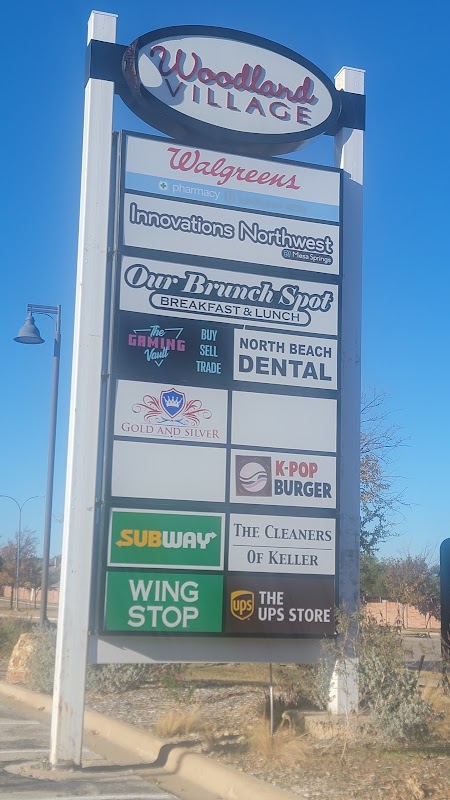 Woodland
VILLAGE
Walgreens
pharmacy
Innovations Northwest
Mesa Springs
Our Brunch Spot
BREAKFAST & LUNCH
The
GAMING
Vault
BUY
SELL
TRADE
NORTH BEACH
DENTAL
GOLD AND SILVER
K-POP
BURGER
SUBWAY
THE CLEANERS
OF KELLER
WING
STOP
ups
THE
UPS STORE